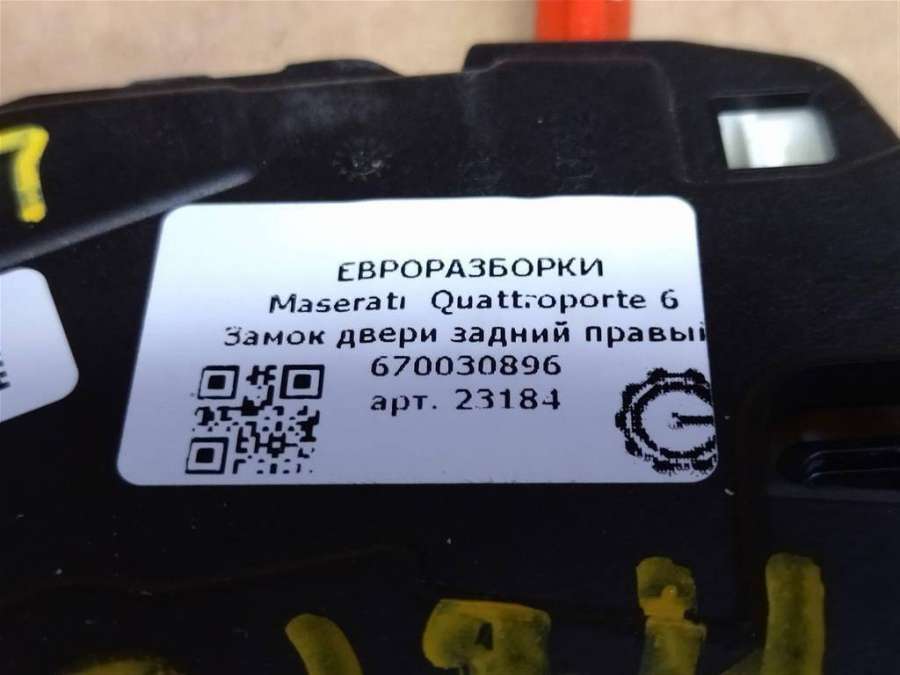 ЕВРОРАЗБОРКИ
Maserati Quattroporte 6
Замок двери задний правый
670030896
арт. 23184